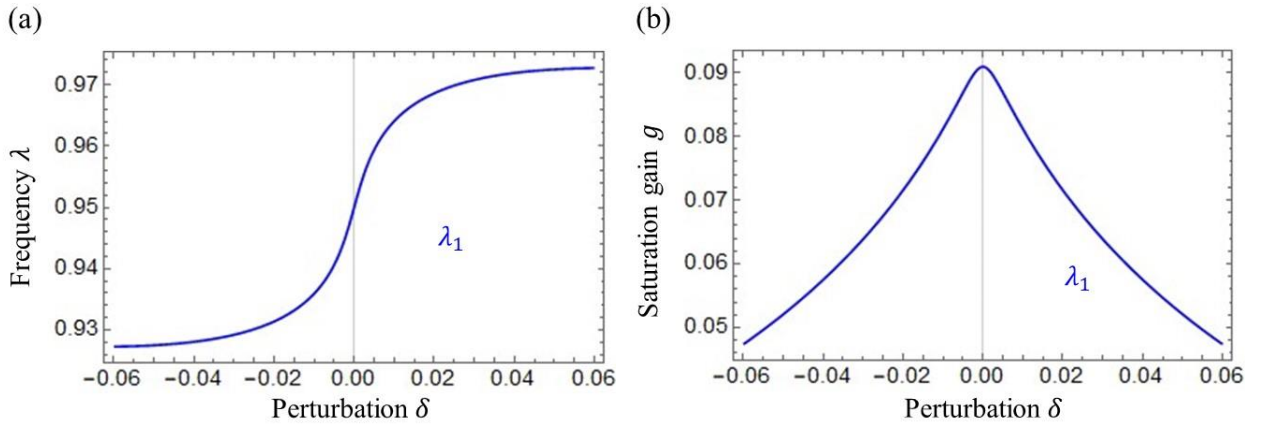 (a)
(b)
0.97
0.96
0.95
0.94
0.93
Frequency λ
λ₁
−0.06 −0.04 −0.02 0.00 0.02 0.04 0.06
Perturbation δ
0.09
0.08
0.07
0.06
0.05
Saturation gain g
λ₁
−0.06 −0.04 −0.02 0.00 0.02 0.04 0.06
Perturbation δ